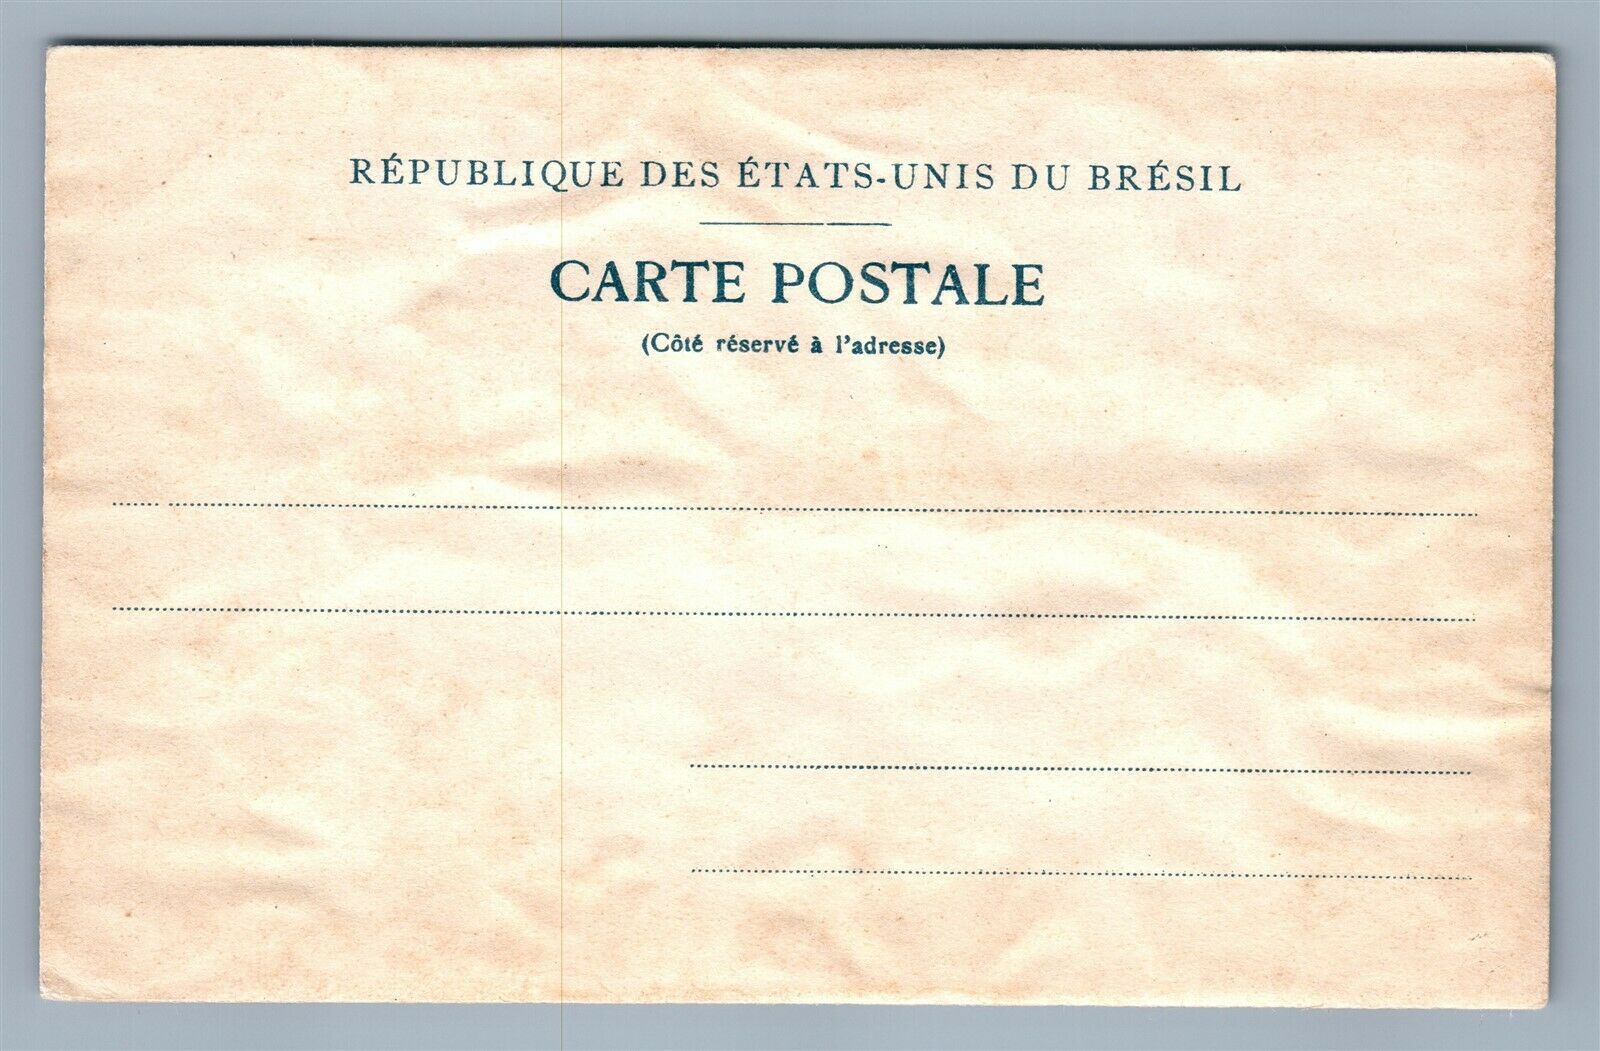 RÉPUBLIQUE DES ÉTATS-UNIS DU BRÉSIL
CARTE POSTALE
(Côté réservé à l'adresse)